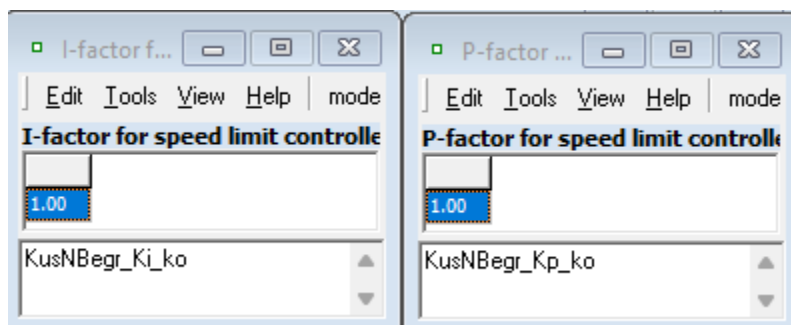 I-factor f...
Edit Tools View Help mode
I-factor for speed limit controlle
1.00
KusNBegr_Ki_ko
P-factor ...
Edit Tools View Help mode
P-factor for speed limit controlle
1.00
KusNBegr_Kp_ko